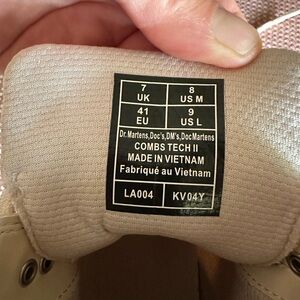 7 8
UK US M
41 9
EU US L
Dr.Martens,Doc's,DM's,DocMartens
COMBS TECH II
MADE IN VIETNAM
Fabriqué au Vietnam
LA004 KV04Y